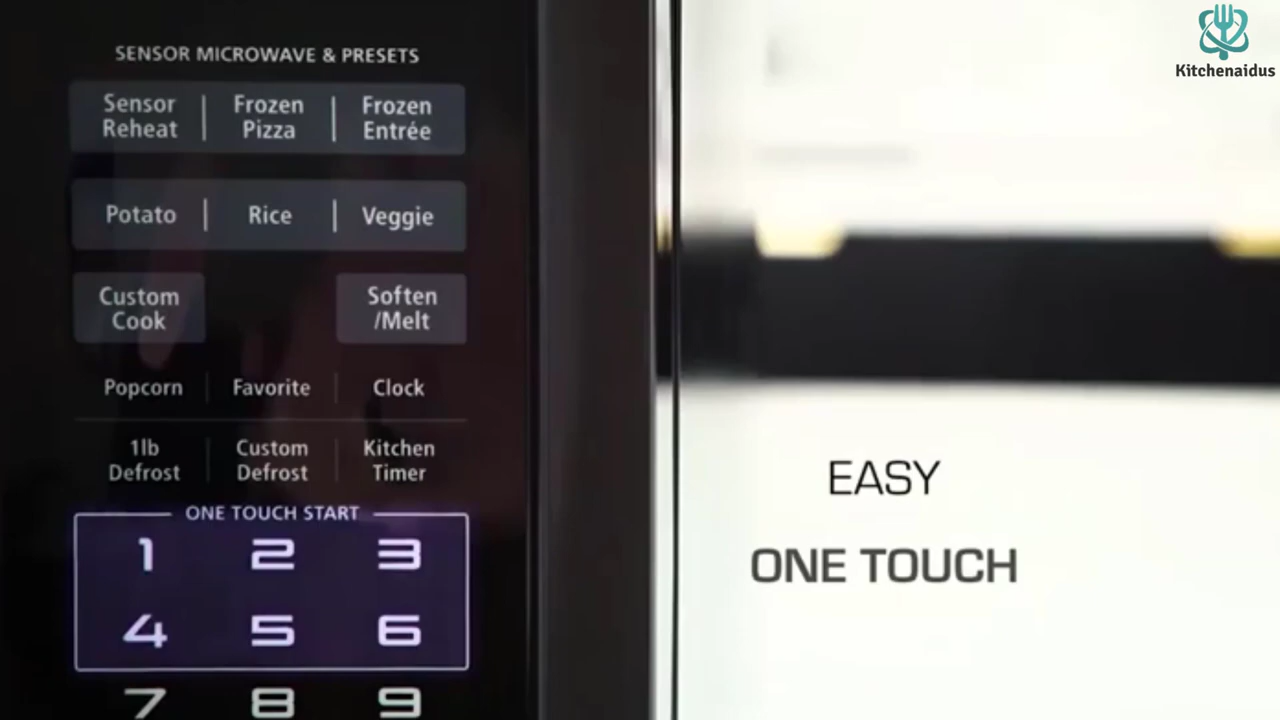 SENSOR MICROWAVE & PRESETS
Sensor Reheat
Frozen Pizza
Frozen Entrée
Potato
Rice
Veggie
Custom Cook
Soften /Melt
Popcorn
Favorite
Clock
1lb Defrost
Custom Defrost
Kitchen Timer
ONE TOUCH START
1 2 3
4 5 6
7 8 9
Kitchenaidus
EASY
ONE TOUCH